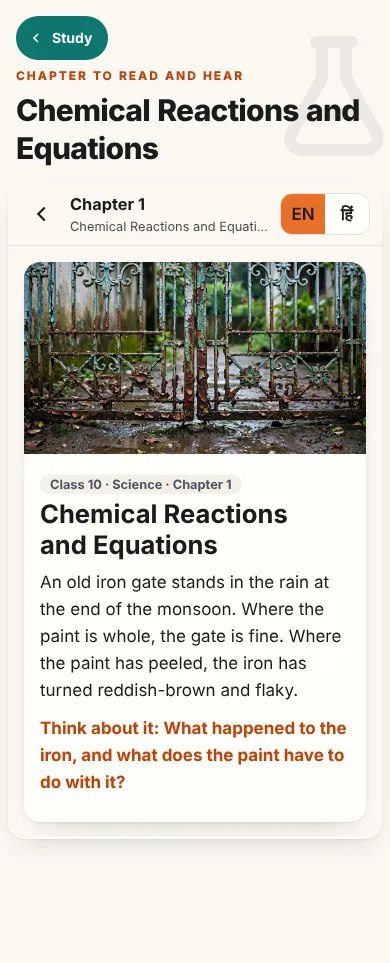 Study
CHAPTER TO READ AND HEAR
Chemical Reactions and
Equations
Chapter 1
Chemical Reactions and Equati...
EN
हिं
Class 10 · Science · Chapter 1
Chemical Reactions
and Equations
An old iron gate stands in the rain at
the end of the monsoon. Where the
paint is whole, the gate is fine. Where
the paint has peeled, the iron has
turned reddish-brown and flaky.
Think about it: What happened to the
iron, and what does the paint have to
do with it?